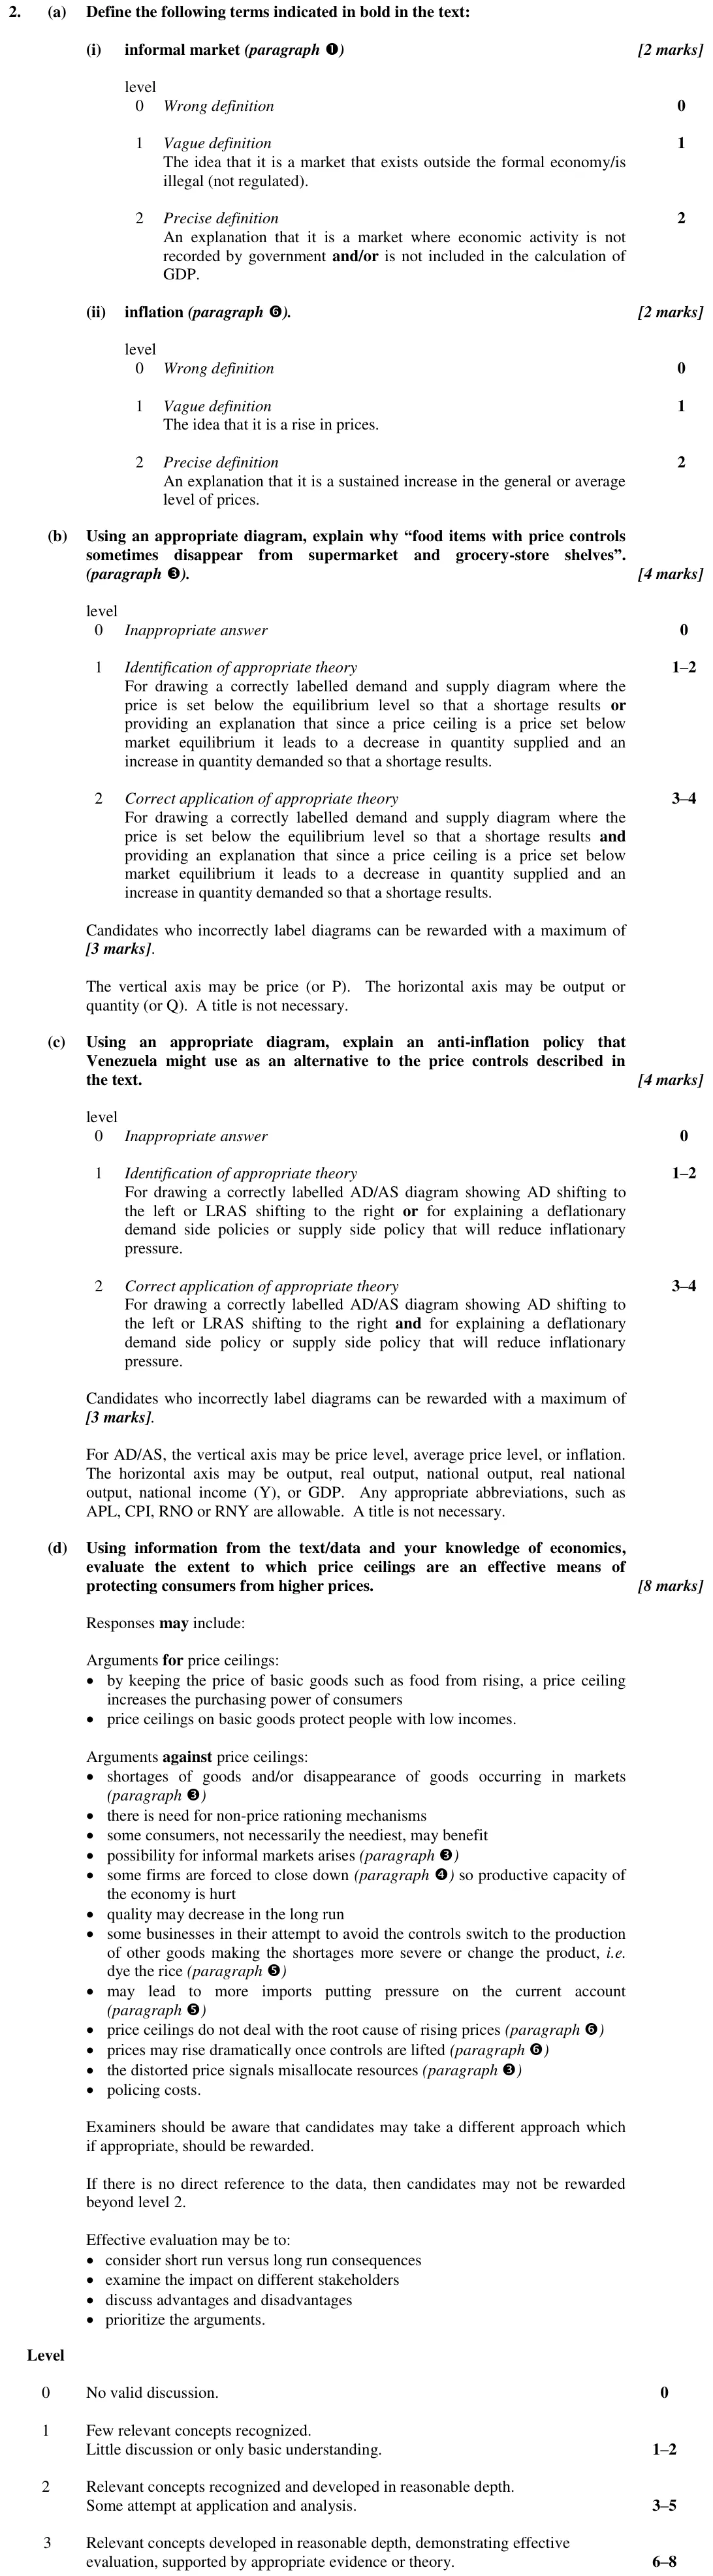 2. (a) Define the following terms indicated in bold in the text:
(i) informal market (paragraph ❶) [2 marks]
level
0 Wrong definition 0
1 Vague definition 1
The idea that it is a market that exists outside the formal economy/is
illegal (not regulated).
2 Precise definition 2
An explanation that it is a market where economic activity is not
recorded by government and/or is not included in the calculation of
GDP.
(ii) inflation (paragraph ❻). [2 marks]
level
0 Wrong definition 0
1 Vague definition 1
The idea that it is a rise in prices.
2 Precise definition 2
An explanation that it is a sustained increase in the general or average
level of prices.
(b) Using an appropriate diagram, explain why “food items with price controls
sometimes disappear from supermarket and grocery-store shelves”.
(paragraph ❸). [4 marks]
level
0 Inappropriate answer 0
1 Identification of appropriate theory 1–2
For drawing a correctly labelled demand and supply diagram where the
price is set below the equilibrium level so that a shortage results or
providing an explanation that since a price ceiling is a price set below
market equilibrium it leads to a decrease in quantity supplied and an
increase in quantity demanded so that a shortage results.
2 Correct application of appropriate theory 3–4
For drawing a correctly labelled demand and supply diagram where the
price is set below the equilibrium level so that a shortage results and
providing an explanation that since a price ceiling is a price set below
market equilibrium it leads to a decrease in quantity supplied and an
increase in quantity demanded so that a shortage results.
Candidates who incorrectly label diagrams can be rewarded with a maximum of
[3 marks].
The vertical axis may be price (or P). The horizontal axis may be output or
quantity (or Q). A title is not necessary.
(c) Using an appropriate diagram, explain an anti-inflation policy that
Venezuela might use as an alternative to the price controls described in
the text. [4 marks]
level
0 Inappropriate answer 0
1 Identification of appropriate theory 1–2
For drawing a correctly labelled AD/AS diagram showing AD shifting to
the left or LRAS shifting to the right or for explaining a deflationary
demand side policies or supply side policy that will reduce inflationary
pressure.
2 Correct application of appropriate theory 3–4
For drawing a correctly labelled AD/AS diagram showing AD shifting to
the left or LRAS shifting to the right and for explaining a deflationary
demand side policy or supply side policy that will reduce inflationary
pressure.
Candidates who incorrectly label diagrams can be rewarded with a maximum of
[3 marks].
For AD/AS, the vertical axis may be price level, average price level, or inflation.
The horizontal axis may be output, real output, national output, real national
output, national income (Y), or GDP. Any appropriate abbreviations, such as
APL, CPI, RNO or RNY are allowable. A title is not necessary.
(d) Using information from the text/data and your knowledge of economics,
evaluate the extent to which price ceilings are an effective means of
protecting consumers from higher prices. [8 marks]
Responses may include:
Arguments for price ceilings:
• by keeping the price of basic goods such as food from rising, a price ceiling
increases the purchasing power of consumers
• price ceilings on basic goods protect people with low incomes.
Arguments against price ceilings:
• shortages of goods and/or disappearance of goods occurring in markets
(paragraph ❸)
• there is need for non-price rationing mechanisms
• some consumers, not necessarily the neediest, may benefit
• possibility for informal markets arises (paragraph ❸)
• some firms are forced to close down (paragraph ❹) so productive capacity of
the economy is hurt
• quality may decrease in the long run
• some businesses in their attempt to avoid the controls switch to the production
of other goods making the shortages more severe or change the product, i.e.
dye the rice (paragraph ❺)
• may lead to more imports putting pressure on the current account
(paragraph ❺)
• price ceilings do not deal with the root cause of rising prices (paragraph ❻)
• prices may rise dramatically once controls are lifted (paragraph ❻)
• the distorted price signals misallocate resources (paragraph ❸)
• policing costs.
Examiners should be aware that candidates may take a different approach which
if appropriate, should be rewarded.
If there is no direct reference to the data, then candidates may not be rewarded
beyond level 2.
Effective evaluation may be to:
• consider short run versus long run consequences
• examine the impact on different stakeholders
• discuss advantages and disadvantages
• prioritize the arguments.
Level
0 No valid discussion. 0
1 Few relevant concepts recognized.
Little discussion or only basic understanding. 1–2
2 Relevant concepts recognized and developed in reasonable depth.
Some attempt at application and analysis. 3–5
3 Relevant concepts developed in reasonable depth, demonstrating effective
evaluation, supported by appropriate evidence or theory. 6–8